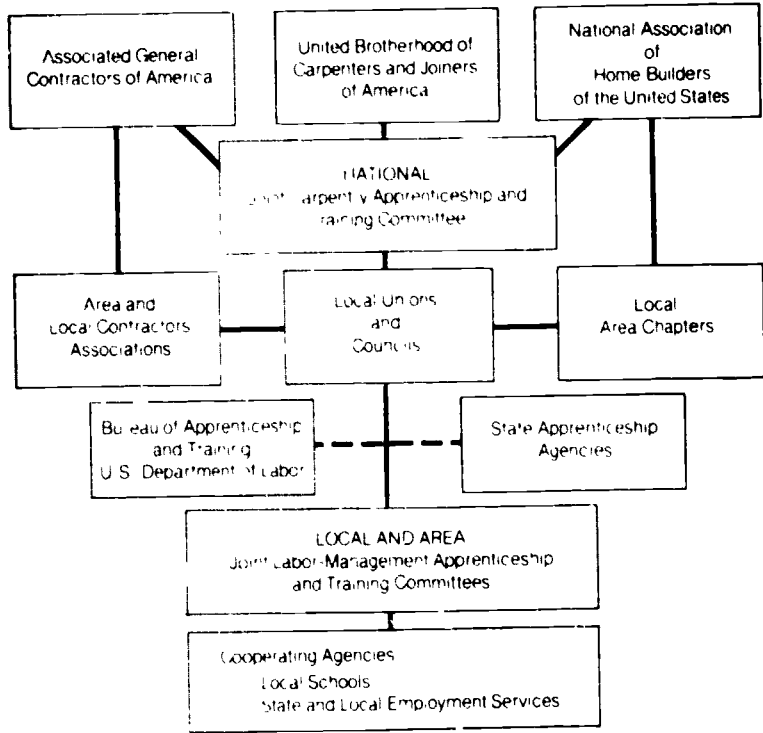 Associated General
Contractors of America
United Brotherhood of
Carpenters and Joiners
of America
National Association
of
Home Builders
of the United States
NATIONAL
Joint Carpentry Apprenticeship and
Training Committee
Area and
Local Contractors
Associations
Local Unions
and
Councils
Local
Area Chapters
Bureau of Apprenticeship
and Training
U.S. Department of Labor
State Apprenticeship
Agencies
LOCAL AND AREA
Joint Labor-Management Apprenticeship
and Training Committees
Cooperating Agencies
Local Schools
State and Local Employment Services